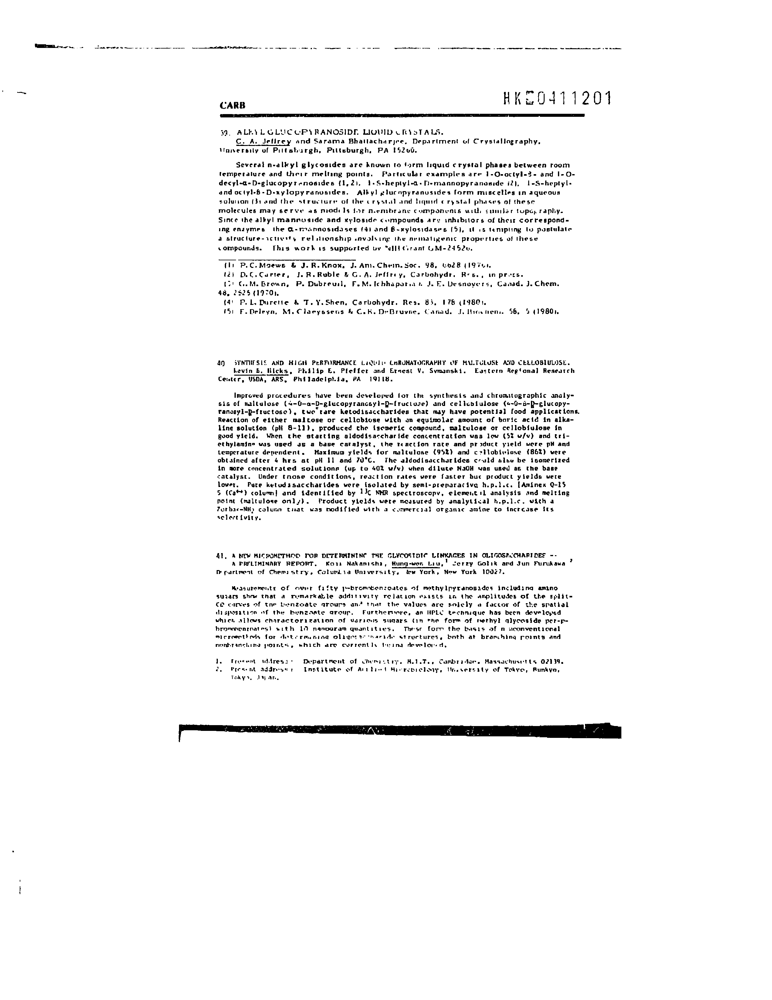 HKE0411201
CARB
39. ALKYL GLUCOPYRANOSIDE LIQUID CRYSTALS.
C. A. Jeffrey and Sarama Bhattacharjee, Department of Crystallography,
University of Pittsburgh, Pittsburgh, PA 15260.
Several n-alkyl glycosides are known to form liquid crystal phases between room
temperature and their melting points. Particular examples are 1-O-octyl- and 1-O-
decyl-α-D-glucopyranosides (1,2), 1-S-heptyl-α-D-mannopyranoside (2), 1-S-heptyl-
and octyl-β-D-xylopyranosides. Alkyl glucopyranosides form miscelles in aqueous
solution (3) and the structure of the crystal and liquid crystal phases of these
molecules may serve as models for membrane components with similar topography.
Since the alkyl mannoside and xyloside compounds are inhibitors of their correspond-
ing enzymes the α-mannosidases (4) and β-xylosidases (5), it is tempting to postulate
a structure-activity relationship involving the nematigenic properties of these
compounds. This work is supported by NIH Grant GM-24526.
(1) P.C. Moews & J.R. Knox, J. Am. Chem. Soc. 98, 6628 (1976).
(2) D.C. Carter, J.R. Ruble & G.A. Jeffrey, Carbohydr. Res., in press.
(3) G.M. Brown, P. Dubreuil, F.M. Ichhaporia & J.E. Desnoyers, Canad. J. Chem.
48, 2525 (1970).
(4) P.L. Durette & T.Y. Shen, Carbohydr. Res. 83, 178 (1980).
(5) F. Deleyn, M. Claeyssens & C.K. DeBruyne, Canad. J. Biochem. 56, 5 (1980).
40 SYNTHESIS AND HIGH PERFORMANCE LIQUID CHROMATOGRAPHY OF MALTULOSE AND CELLOBIULOSE.
Kevin B. Hicks, Philip E. Pfeffer and Ernest V. Symanski. Eastern Regional Research
Center, USDA, ARS, Philadelphia, PA 19118.
Improved procedures have been developed for the synthesis and chromatographic analy-
sis of maltulose (4-O-α-D-glucopyranosyl-D-fructose) and cellobiulose (4-O-β-D-glucopy-
ranosyl-D-fructose), two rare ketodisaccharides that may have potential food applications.
Reaction of either maltose or cellobiose with an equimolar amount of boric acid in alka-
line solution (pH 8-11), produced the isomeric compound, maltulose or cellobiulose in
good yield. When the starting aldodisaccharide concentration was low (5% w/v) and tri-
ethylamine was used as a base catalyst, the reaction rate and product yield were pH and
temperature dependent. Maximum yields for maltulose (95%) and cellobiulose (86%) were
obtained after 4 hrs at pH 11 and 70°C. The aldodisaccharides could also be isomerized
in more concentrated solutions (up to 40% w/v) when dilute NaOH was used as the base
catalyst. Under those conditions, reaction rates were faster but product yields were
lower. Pure ketodisaccharides were isolated by semi-preparative h.p.l.c. [Aminex Q-15
S (Ca++) column] and identified by 13C NMR spectroscopy, elemental analysis and melting
point (maltulose only). Product yields were measured by analytical h.p.l.c. with a
Zorbax-NH2 column that was modified with a commercial organic amine to increase its
selectivity.
41. A NEW MICROMETHOD FOR DETERMINING THE GLYCOSIDIC LINKAGES IN OLIGOSACCHARIDES --
A PRELIMINARY REPORT. Koji Nakanishi, Hung-wen Liu,1 Jerzy Golik and Jun Furukawa 2
Department of Chemistry, Columbia University, New York, New York 10027.
Measurements of over fifty p-bromobenzoates of methylpyranosides including amino
sugars show that a remarkable additivity relation exists in the amplitudes of the split-
CD curves of the benzoate groups and that the values are solely a factor of the spatial
disposition of the benzoate group. Furthermore, an HPLC technique has been developed
which allows characterization of various sugars (in the form of methyl glycoside per-p-
bromobenzoates) with 10 nanogram quantities. These form the basis of unconventional
micromethods for determining oligosaccharide structures, both at branching points and
nonbranching points, which are currently being developed.
1. Present address: Department of Chemistry, M.I.T., Cambridge, Massachusetts 02139.
2. Present address: Institute of Applied Microbiology, University of Tokyo, Bunkyo,
Tokyo, Japan.